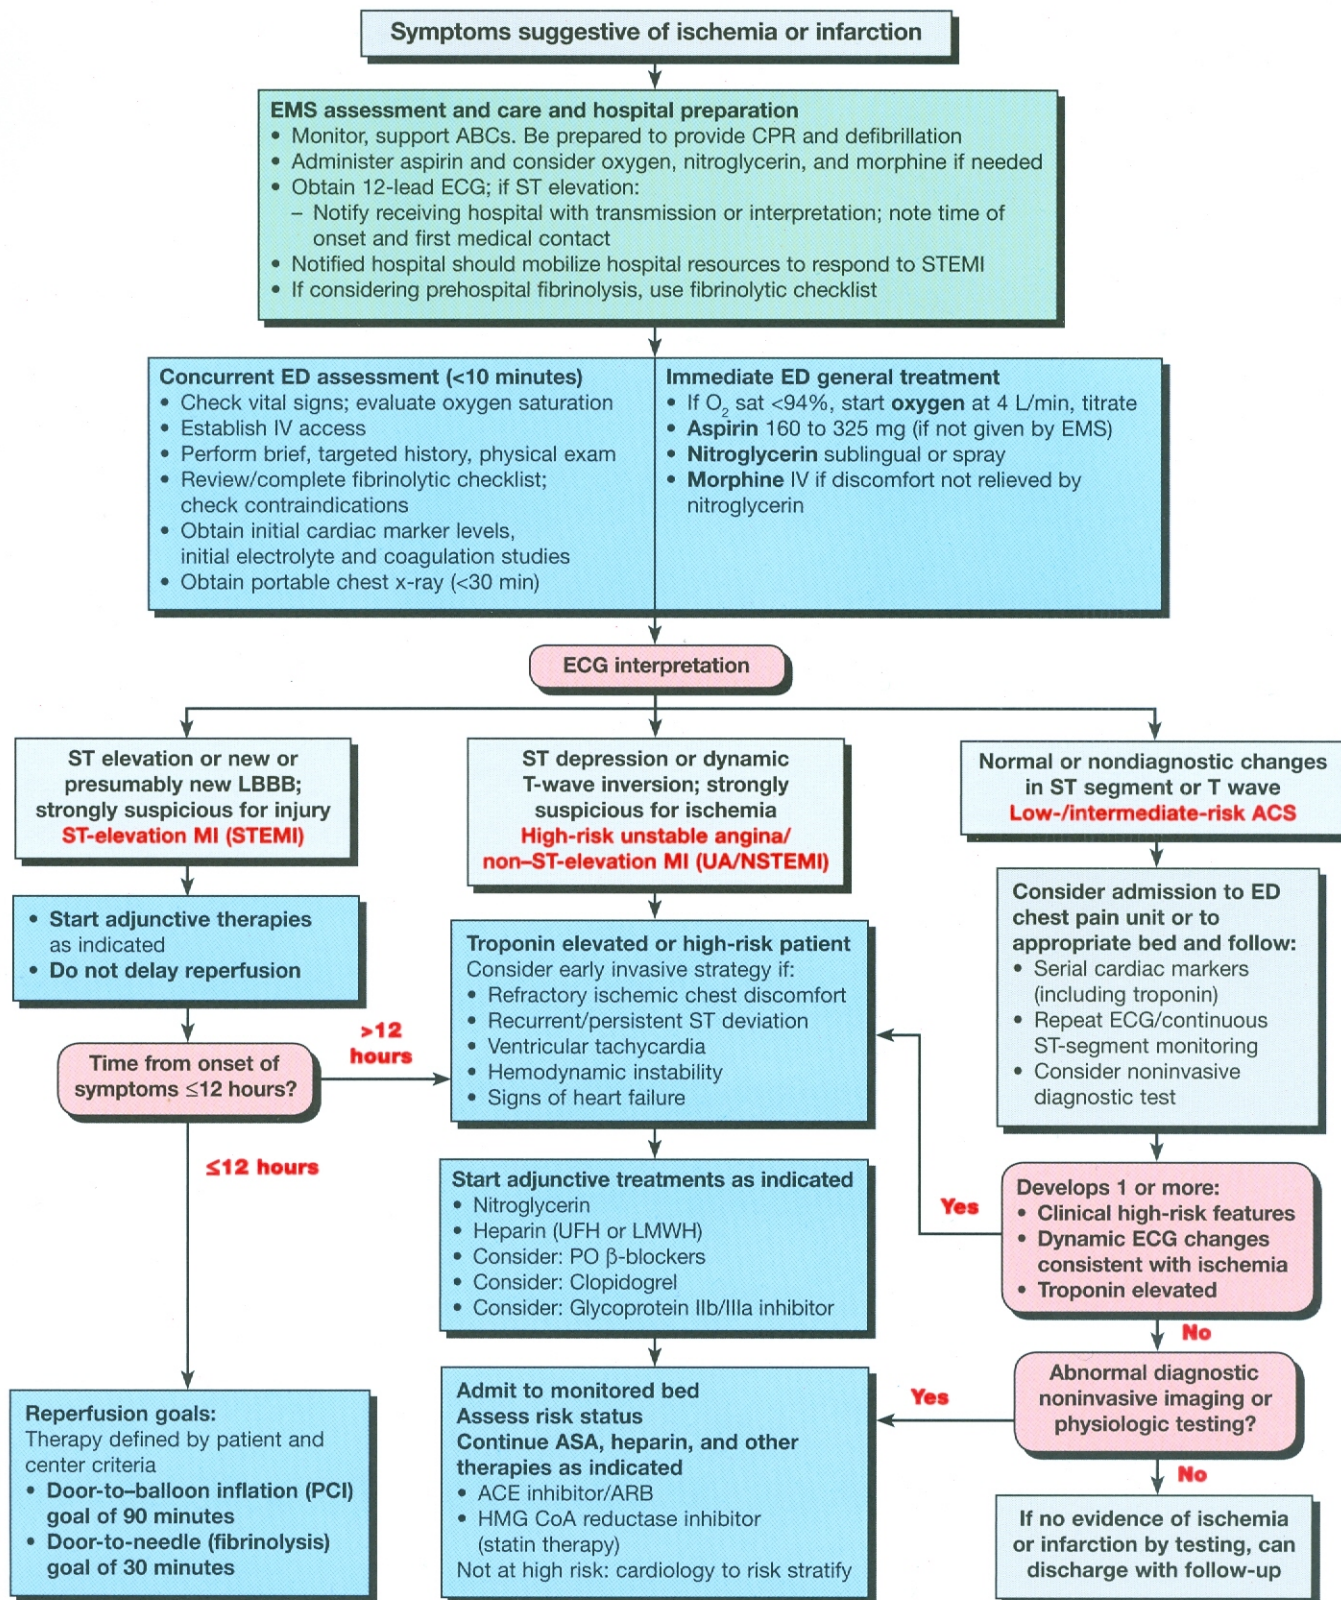 Symptoms suggestive of ischemia or infarction
EMS assessment and care and hospital preparation
• Monitor, support ABCs. Be prepared to provide CPR and defibrillation
• Administer aspirin and consider oxygen, nitroglycerin, and morphine if needed
• Obtain 12-lead ECG; if ST elevation:
– Notify receiving hospital with transmission or interpretation; note time of
onset and first medical contact
• Notified hospital should mobilize hospital resources to respond to STEMI
• If considering prehospital fibrinolysis, use fibrinolytic checklist
Concurrent ED assessment (<10 minutes)
• Check vital signs; evaluate oxygen saturation
• Establish IV access
• Perform brief, targeted history, physical exam
• Review/complete fibrinolytic checklist;
check contraindications
• Obtain initial cardiac marker levels,
initial electrolyte and coagulation studies
• Obtain portable chest x-ray (<30 min)
Immediate ED general treatment
• If O₂ sat <94%, start oxygen at 4 L/min, titrate
• Aspirin 160 to 325 mg (if not given by EMS)
• Nitroglycerin sublingual or spray
• Morphine IV if discomfort not relieved by
nitroglycerin
ECG interpretation
ST elevation or new or
presumably new LBBB;
strongly suspicious for injury
ST-elevation MI (STEMI)
• Start adjunctive therapies
as indicated
• Do not delay reperfusion
Time from onset of
symptoms ≤12 hours?
>12
hours
≤12 hours
Reperfusion goals:
Therapy defined by patient and
center criteria
• Door-to–balloon inflation (PCI)
goal of 90 minutes
• Door-to-needle (fibrinolysis)
goal of 30 minutes
ST depression or dynamic
T-wave inversion; strongly
suspicious for ischemia
High-risk unstable angina/
non–ST-elevation MI (UA/NSTEMI)
Troponin elevated or high-risk patient
Consider early invasive strategy if:
• Refractory ischemic chest discomfort
• Recurrent/persistent ST deviation
• Ventricular tachycardia
• Hemodynamic instability
• Signs of heart failure
Start adjunctive treatments as indicated
• Nitroglycerin
• Heparin (UFH or LMWH)
• Consider: PO β-blockers
• Consider: Clopidogrel
• Consider: Glycoprotein IIb/IIIa inhibitor
Admit to monitored bed
Assess risk status
Continue ASA, heparin, and other
therapies as indicated
• ACE inhibitor/ARB
• HMG CoA reductase inhibitor
(statin therapy)
Not at high risk: cardiology to risk stratify
Normal or nondiagnostic changes
in ST segment or T wave
Low-/intermediate-risk ACS
Consider admission to ED
chest pain unit or to
appropriate bed and follow:
• Serial cardiac markers
(including troponin)
• Repeat ECG/continuous
ST-segment monitoring
• Consider noninvasive
diagnostic test
Develops 1 or more:
• Clinical high-risk features
• Dynamic ECG changes
consistent with ischemia
• Troponin elevated
Yes
No
Abnormal diagnostic
noninvasive imaging or
physiologic testing?
Yes
No
If no evidence of ischemia
or infarction by testing, can
discharge with follow-up